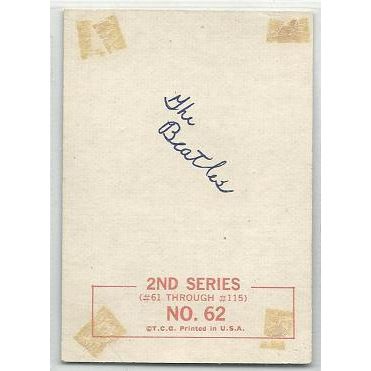 The
Beatles
2ND SERIES
(#61 THROUGH #115)
NO. 62
©T.C.G. Printed in U.S.A.